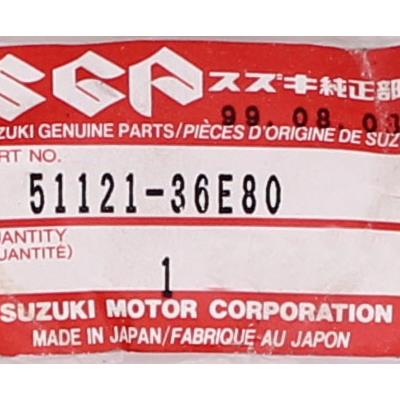 SGP スズキ純正部
99.08.01
ZUKI GENUINE PARTS/PIÈCES D'ORIGINE DE SUZ
RT NO.
51121-36E80
UANTITY
UANTITÉ)
1
SUZUKI MOTOR CORPORATION
MADE IN JAPAN/FABRIQUÉ AU JAPON